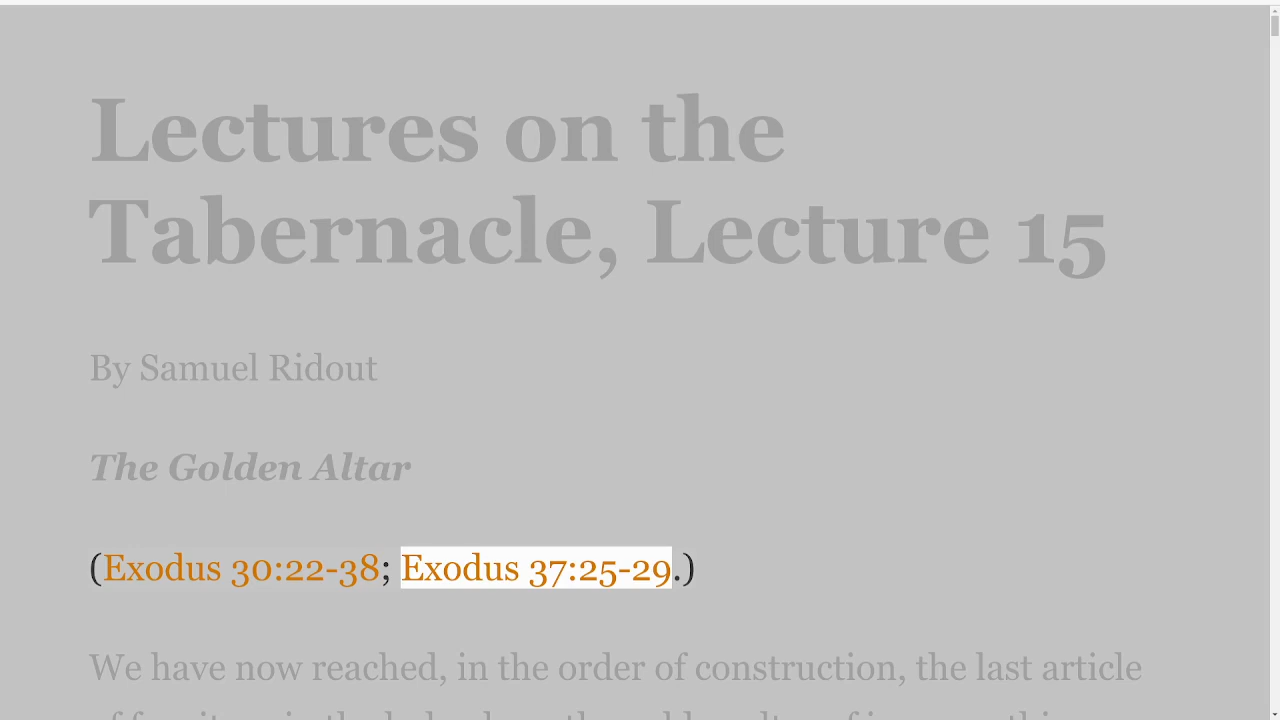 Lectures on the
Tabernacle, Lecture 15
By Samuel Ridout
The Golden Altar
(Exodus 30:22-38; Exodus 37:25-29.)
We have now reached, in the order of construction, the last article